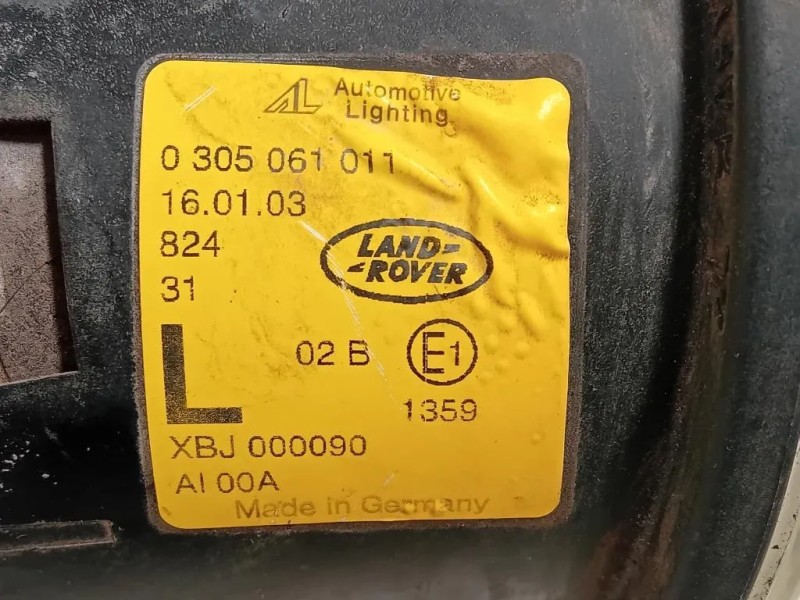 AL Automotive
Lighting
0 305 061 011
16.01.03
824
31
LAND-
-ROVER
L
02 B
E1
1359
XBJ 000090
AI 00A
Made in Germany